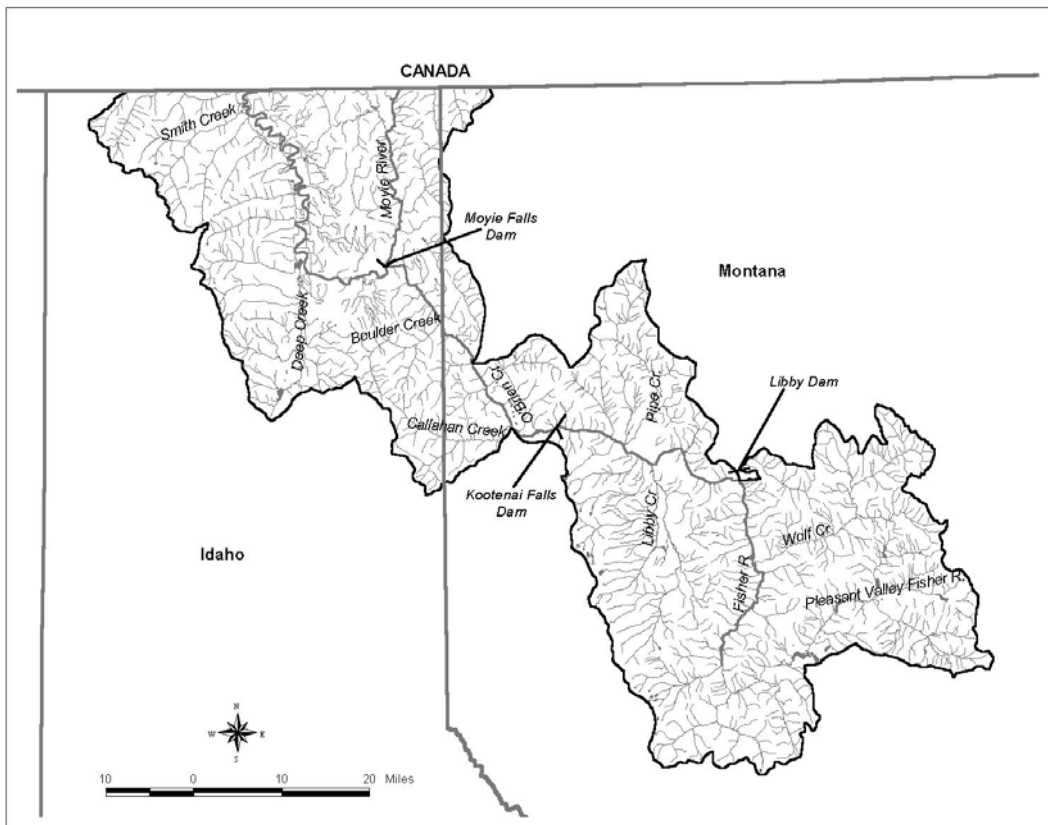 CANADA
Smith Creek
Moyie River
Moyie Falls
Dam
Montana
Deep Creek
Boulder Creek
O'Brien Cr
Pipe Cr.
Libby Dam
Callahan Creek
Kootenai Falls
Dam
Libby Cr
Wolf Cr.
Idaho
Fisher R.
Pleasant Valley Fisher R.
N
W E
S
10 0 10 20 Miles